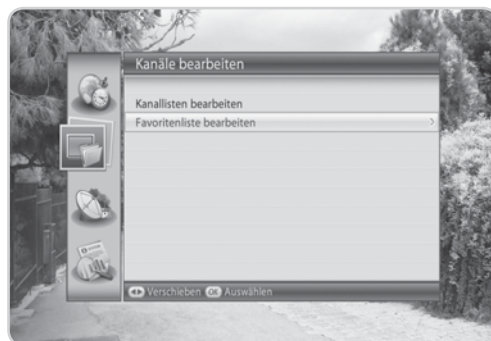 Kanäle bearbeiten
Kanallisten bearbeiten
Favoritenliste bearbeiten
Verschieben OK Auswählen